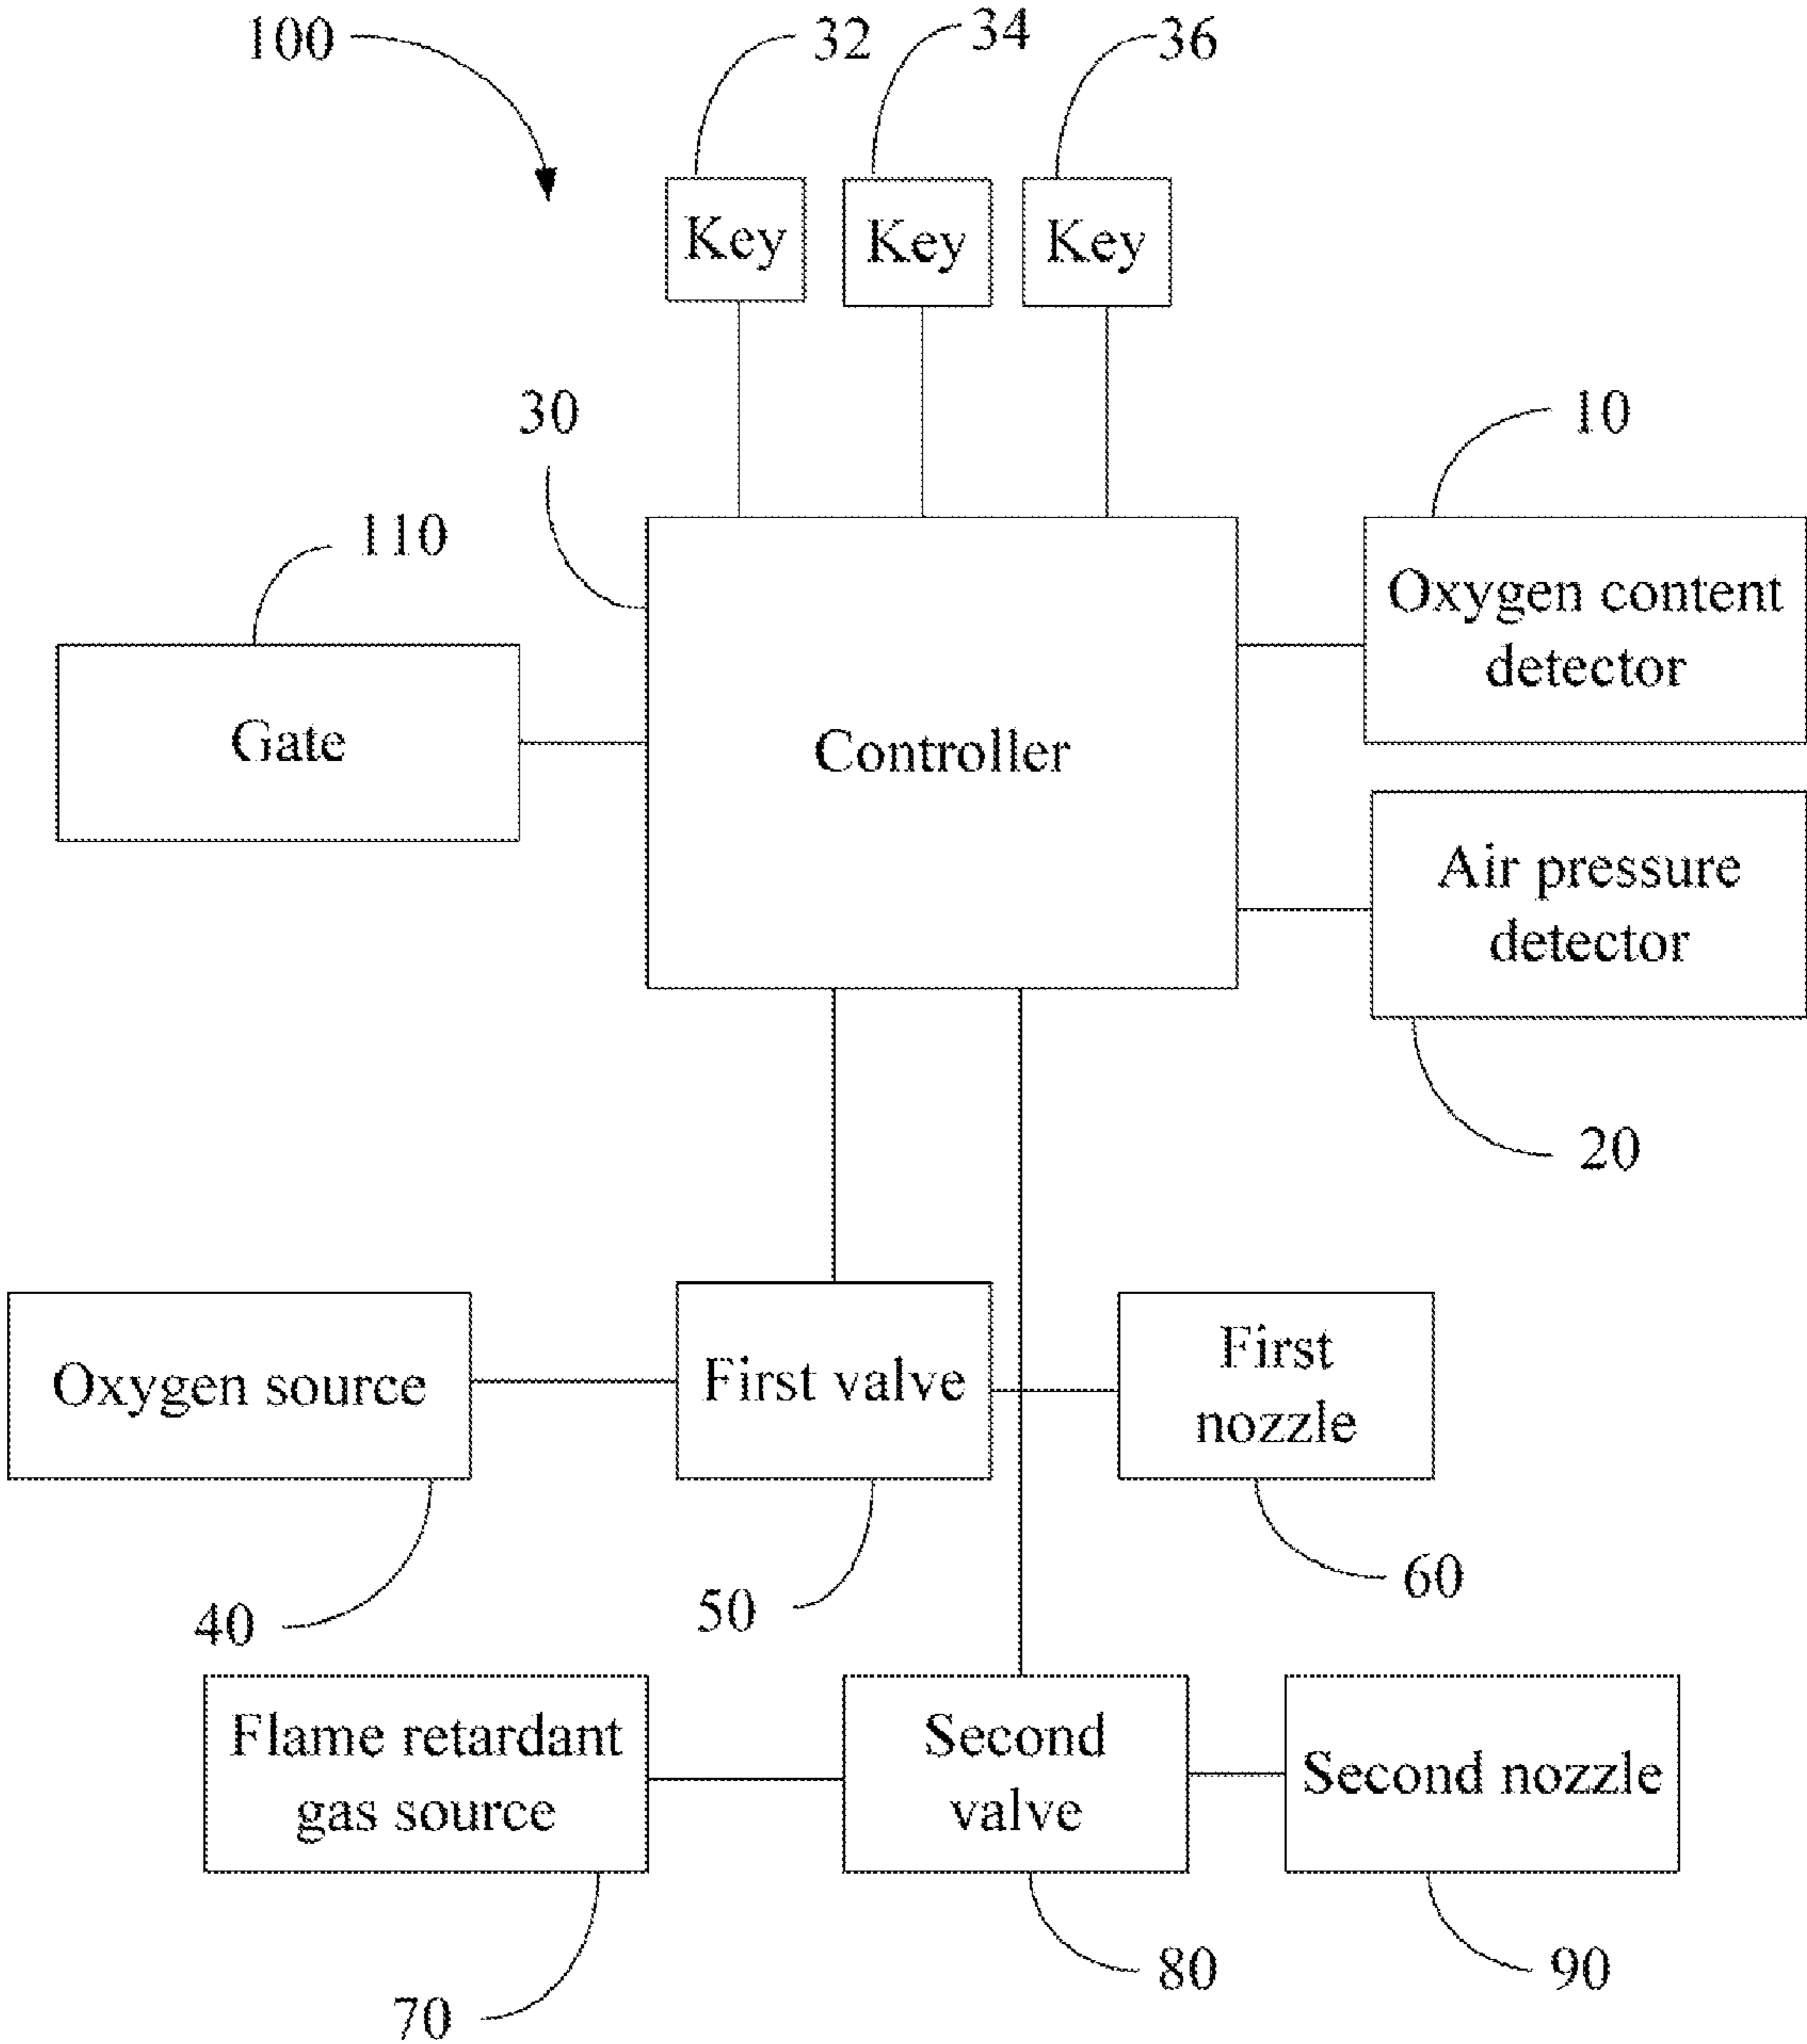 100
32
34
36
Key
Key
Key
30
10
110
Oxygen content
detector
Gate
Controller
Air pressure
detector
20
Oxygen source
First valve
First
nozzle
40
50
60
Flame retardant
gas source
Second
valve
Second nozzle
70
80
90